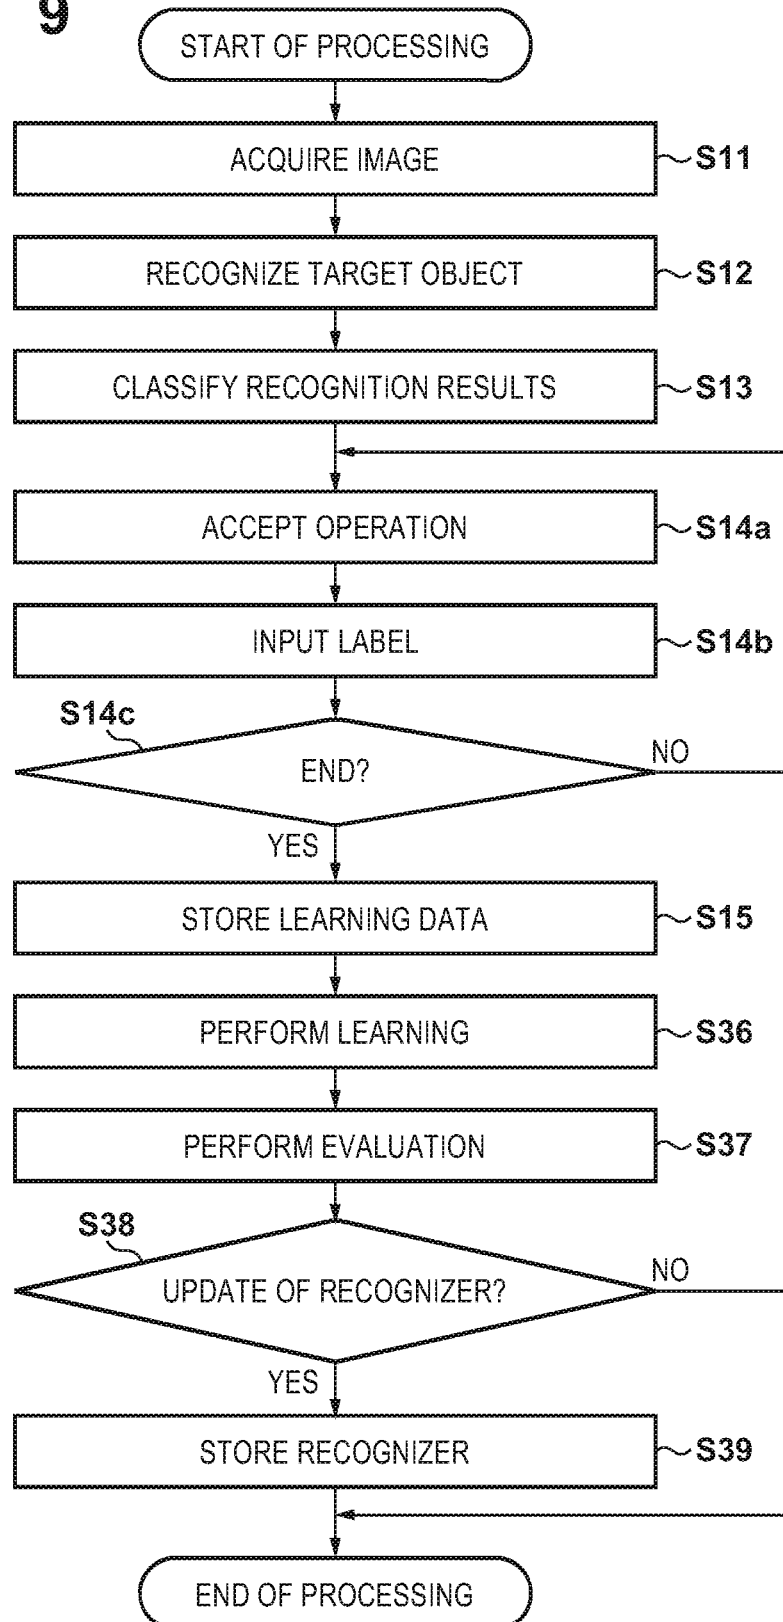 9
START OF PROCESSING
ACQUIRE IMAGE
S11
RECOGNIZE TARGET OBJECT
S12
CLASSIFY RECOGNITION RESULTS
S13
ACCEPT OPERATION
S14a
INPUT LABEL
S14b
S14c
END?
NO
YES
STORE LEARNING DATA
S15
PERFORM LEARNING
S36
PERFORM EVALUATION
S37
S38
UPDATE OF RECOGNIZER?
NO
YES
STORE RECOGNIZER
S39
END OF PROCESSING